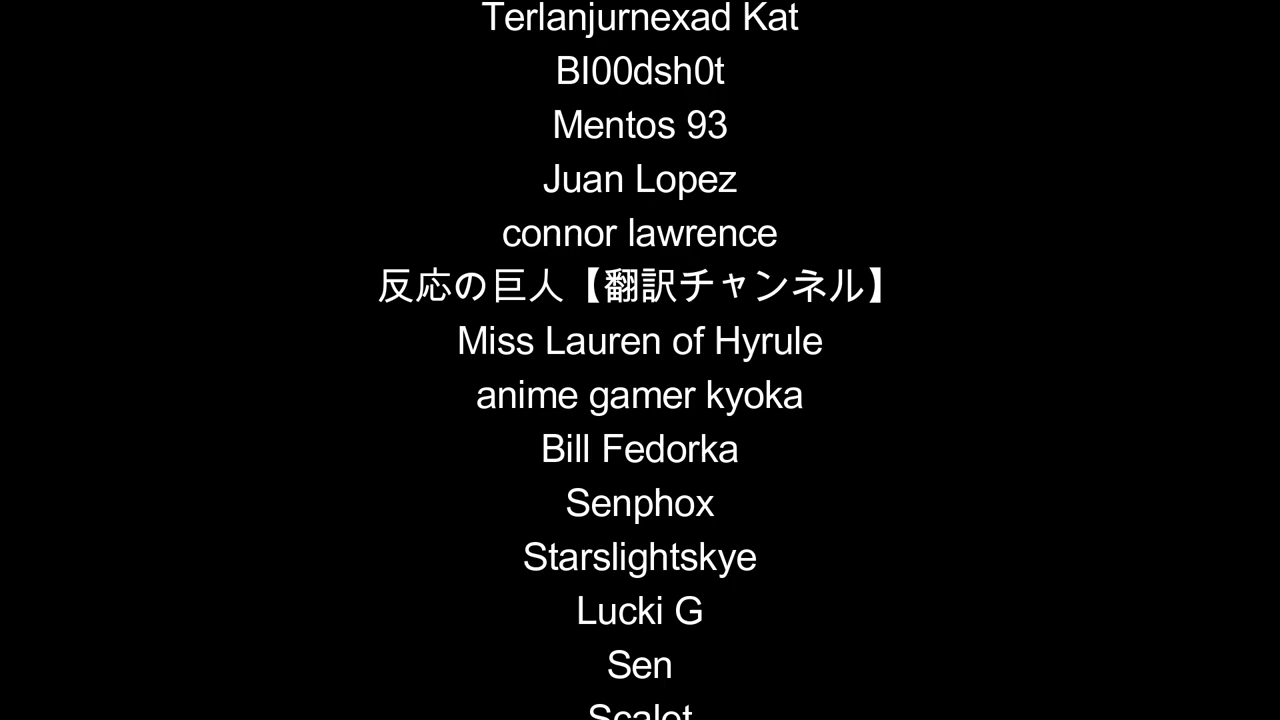 Terlanjurnexad Kat
Bl00dsh0t
Mentos 93
Juan Lopez
connor lawrence
反応の巨人【翻訳チャンネル】
Miss Lauren of Hyrule
anime gamer kyoka
Bill Fedorka
Senphox
Starslightskye
Lucki G
Sen